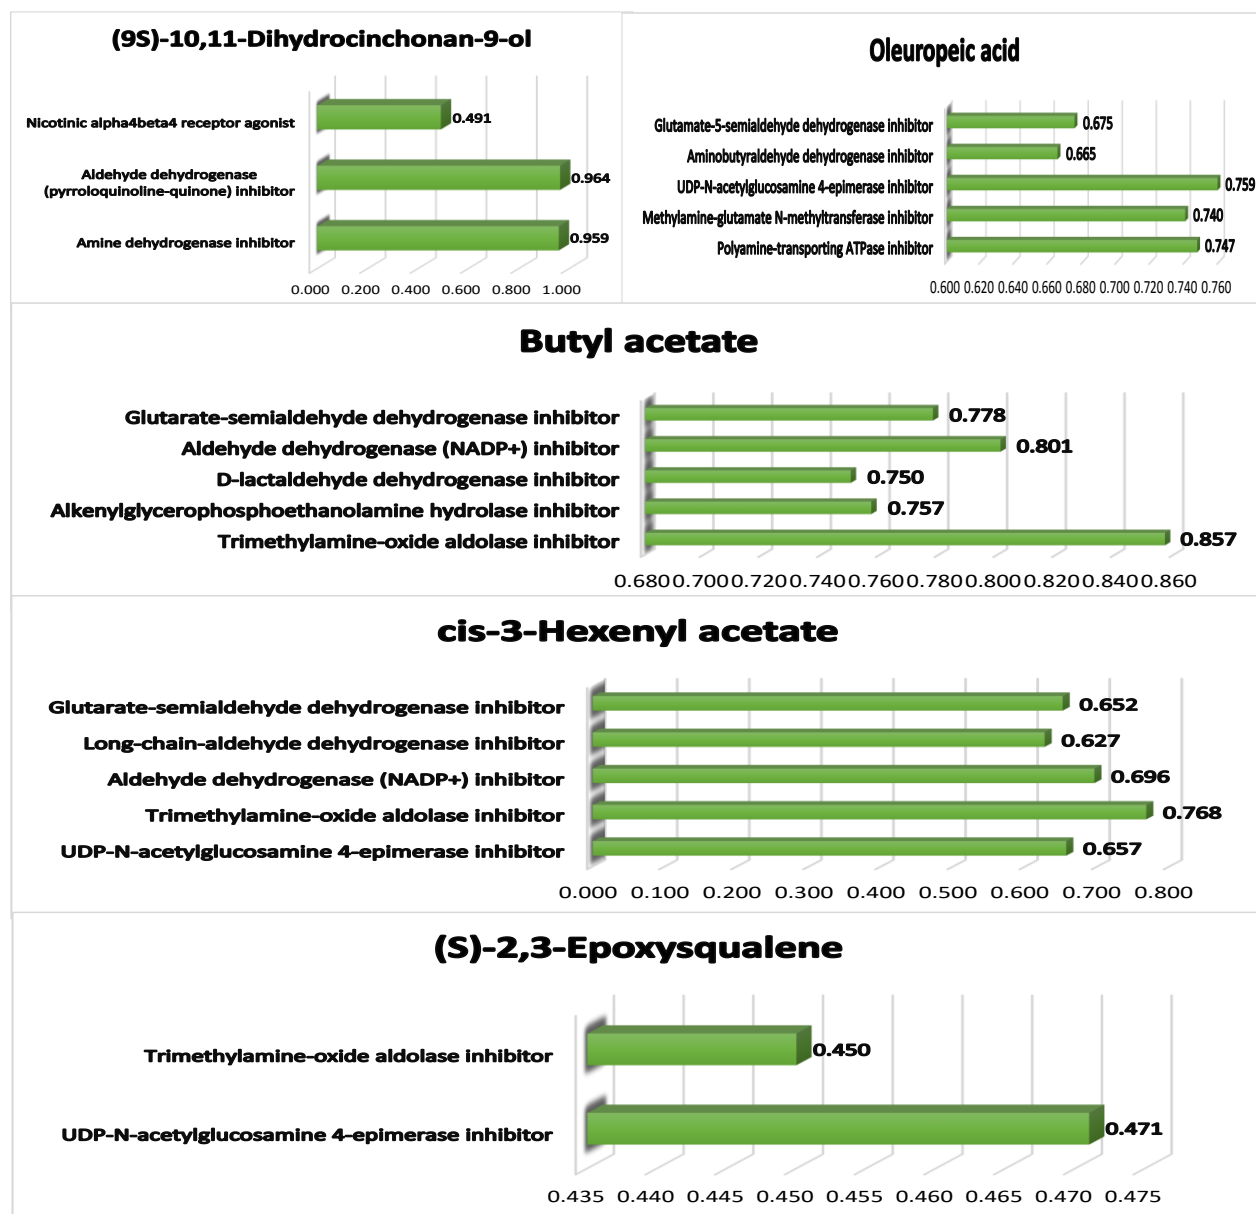 (9S)-10,11-Dihydrocinchonan-9-ol
Nicotinic alpha4beta4 receptor agonist
0.491
Aldehyde dehydrogenase
(pyrroloquinoline-quinone) inhibitor
0.964
Amine dehydrogenase inhibitor
0.959
0.000 0.200 0.400 0.600 0.800 1.000
Oleuropeic acid
Glutamate-5-semialdehyde dehydrogenase inhibitor
0.675
Aminobutyraldehyde dehydrogenase inhibitor
0.665
UDP-N-acetylglucosamine 4-epimerase inhibitor
0.759
Methylamine-glutamate N-methyltransferase inhibitor
0.740
Polyamine-transporting ATPase inhibitor
0.747
0.600 0.620 0.640 0.660 0.680 0.700 0.720 0.740 0.760
Butyl acetate
Glutarate-semialdehyde dehydrogenase inhibitor
0.778
Aldehyde dehydrogenase (NADP+) inhibitor
0.801
D-lactaldehyde dehydrogenase inhibitor
0.750
Alkenylglycerophosphoethanolamine hydrolase inhibitor
0.757
Trimethylamine-oxide aldolase inhibitor
0.857
0.680 0.700 0.720 0.740 0.760 0.780 0.800 0.820 0.840 0.860
cis-3-Hexenyl acetate
Glutarate-semialdehyde dehydrogenase inhibitor
0.652
Long-chain-aldehyde dehydrogenase inhibitor
0.627
Aldehyde dehydrogenase (NADP+) inhibitor
0.696
Trimethylamine-oxide aldolase inhibitor
0.768
UDP-N-acetylglucosamine 4-epimerase inhibitor
0.657
0.000 0.100 0.200 0.300 0.400 0.500 0.600 0.700 0.800
(S)-2,3-Epoxysqualene
Trimethylamine-oxide aldolase inhibitor
0.450
UDP-N-acetylglucosamine 4-epimerase inhibitor
0.471
0.435 0.440 0.445 0.450 0.455 0.460 0.465 0.470 0.475